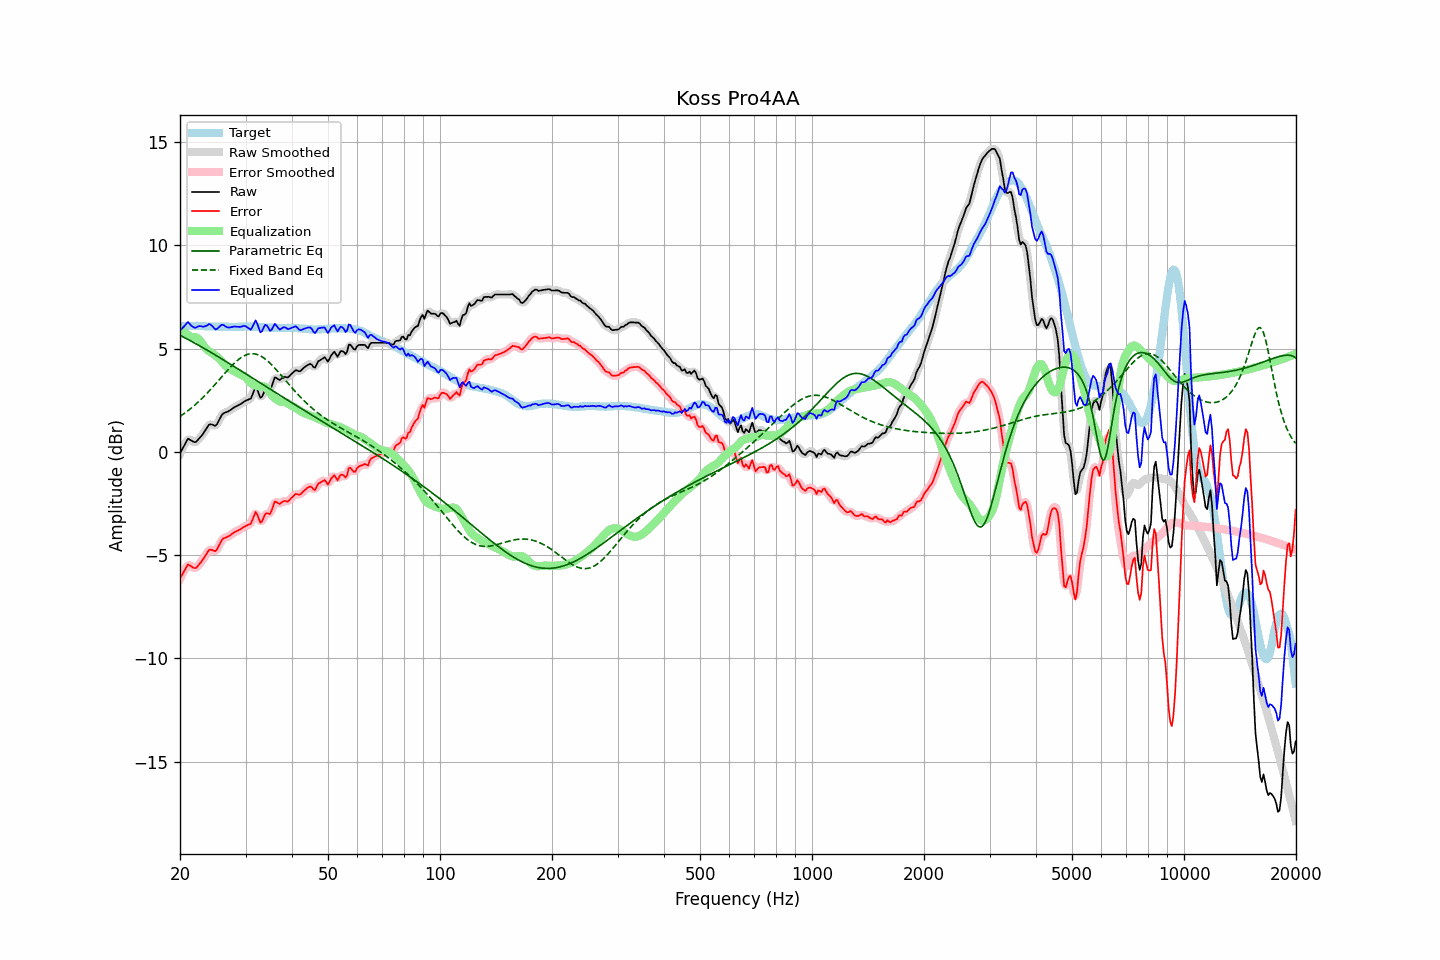 Koss Pro4AA
Target
Raw Smoothed
Error Smoothed
Raw
Error
Equalization
Parametric Eq
Fixed Band Eq
Equalized
15
10
5
0
−5
−10
−15
Amplitude (dBr)
20
50
100
200
500
1000
2000
5000
10000
20000
Frequency (Hz)